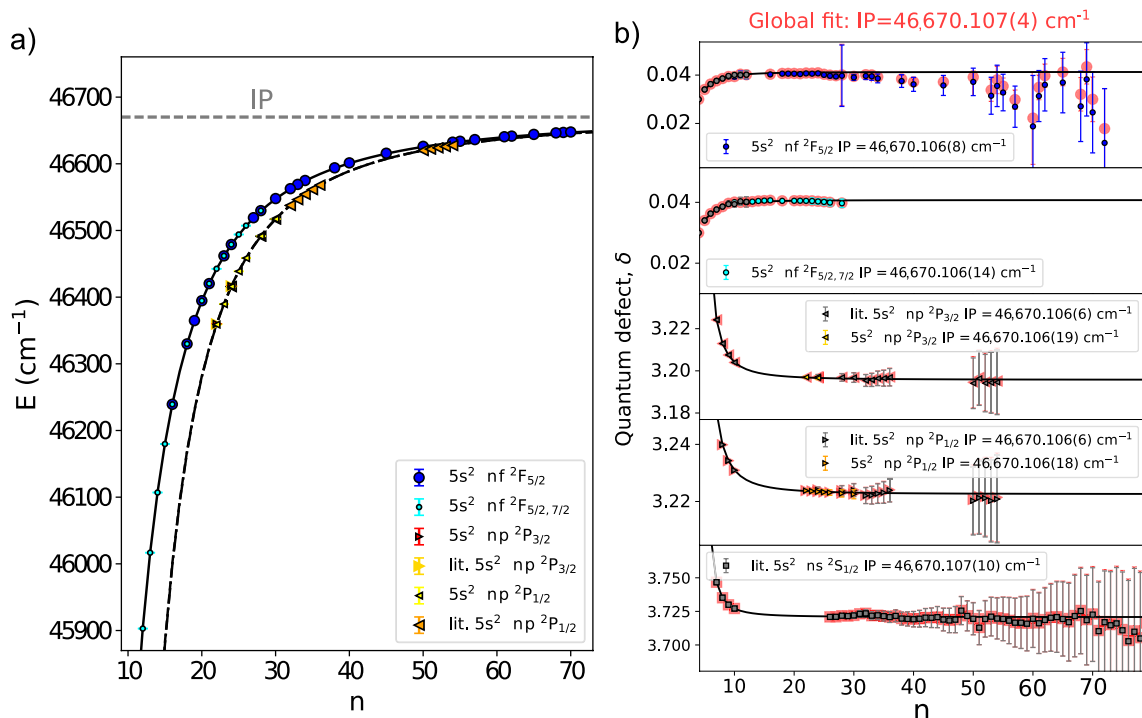 a)
46700
46600
46500
46400
46300
46200
46100
46000
45900
E (cm⁻¹)
IP
5s² nf ²F₅/₂
5s² nf ²F₅/₂,₇/₂
5s² np ²P₃/₂
lit. 5s² np ²P₃/₂
5s² np ²P₁/₂
lit. 5s² np ²P₁/₂
10 20 30 40 50 60 70
n
b)
Global fit: IP=46,670.107(4) cm⁻¹
Quantum defect, δ
0.04
0.02
5s² nf ²F₅/₂ IP = 46,670.106(8) cm⁻¹
0.04
0.02
5s² nf ²F₅/₂,₇/₂ IP = 46,670.106(14) cm⁻¹
3.22
3.20
3.18
lit. 5s² np ²P₃/₂ IP = 46,670.106(6) cm⁻¹
5s² np ²P₃/₂ IP = 46,670.106(19) cm⁻¹
3.24
3.22
lit. 5s² np ²P₁/₂ IP = 46,670.106(6) cm⁻¹
5s² np ²P₁/₂ IP = 46,670.106(18) cm⁻¹
3.750
3.725
3.700
lit. 5s² ns ²S₁/₂ IP = 46,670.107(10) cm⁻¹
10 20 30 40 50 60 70
n